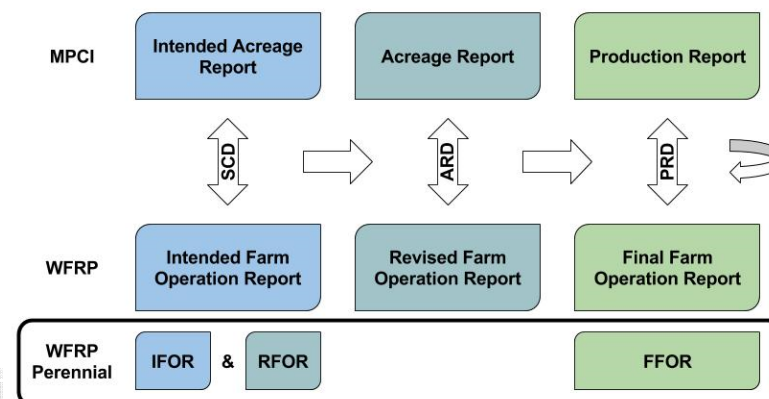 MPCI
Intended Acreage
Report
Acreage Report
Production Report
SCD
ARD
PRD
WFRP
Intended Farm
Operation Report
Revised Farm
Operation Report
Final Farm
Operation Report
WFRP
Perennial
IFOR & RFOR
FFOR